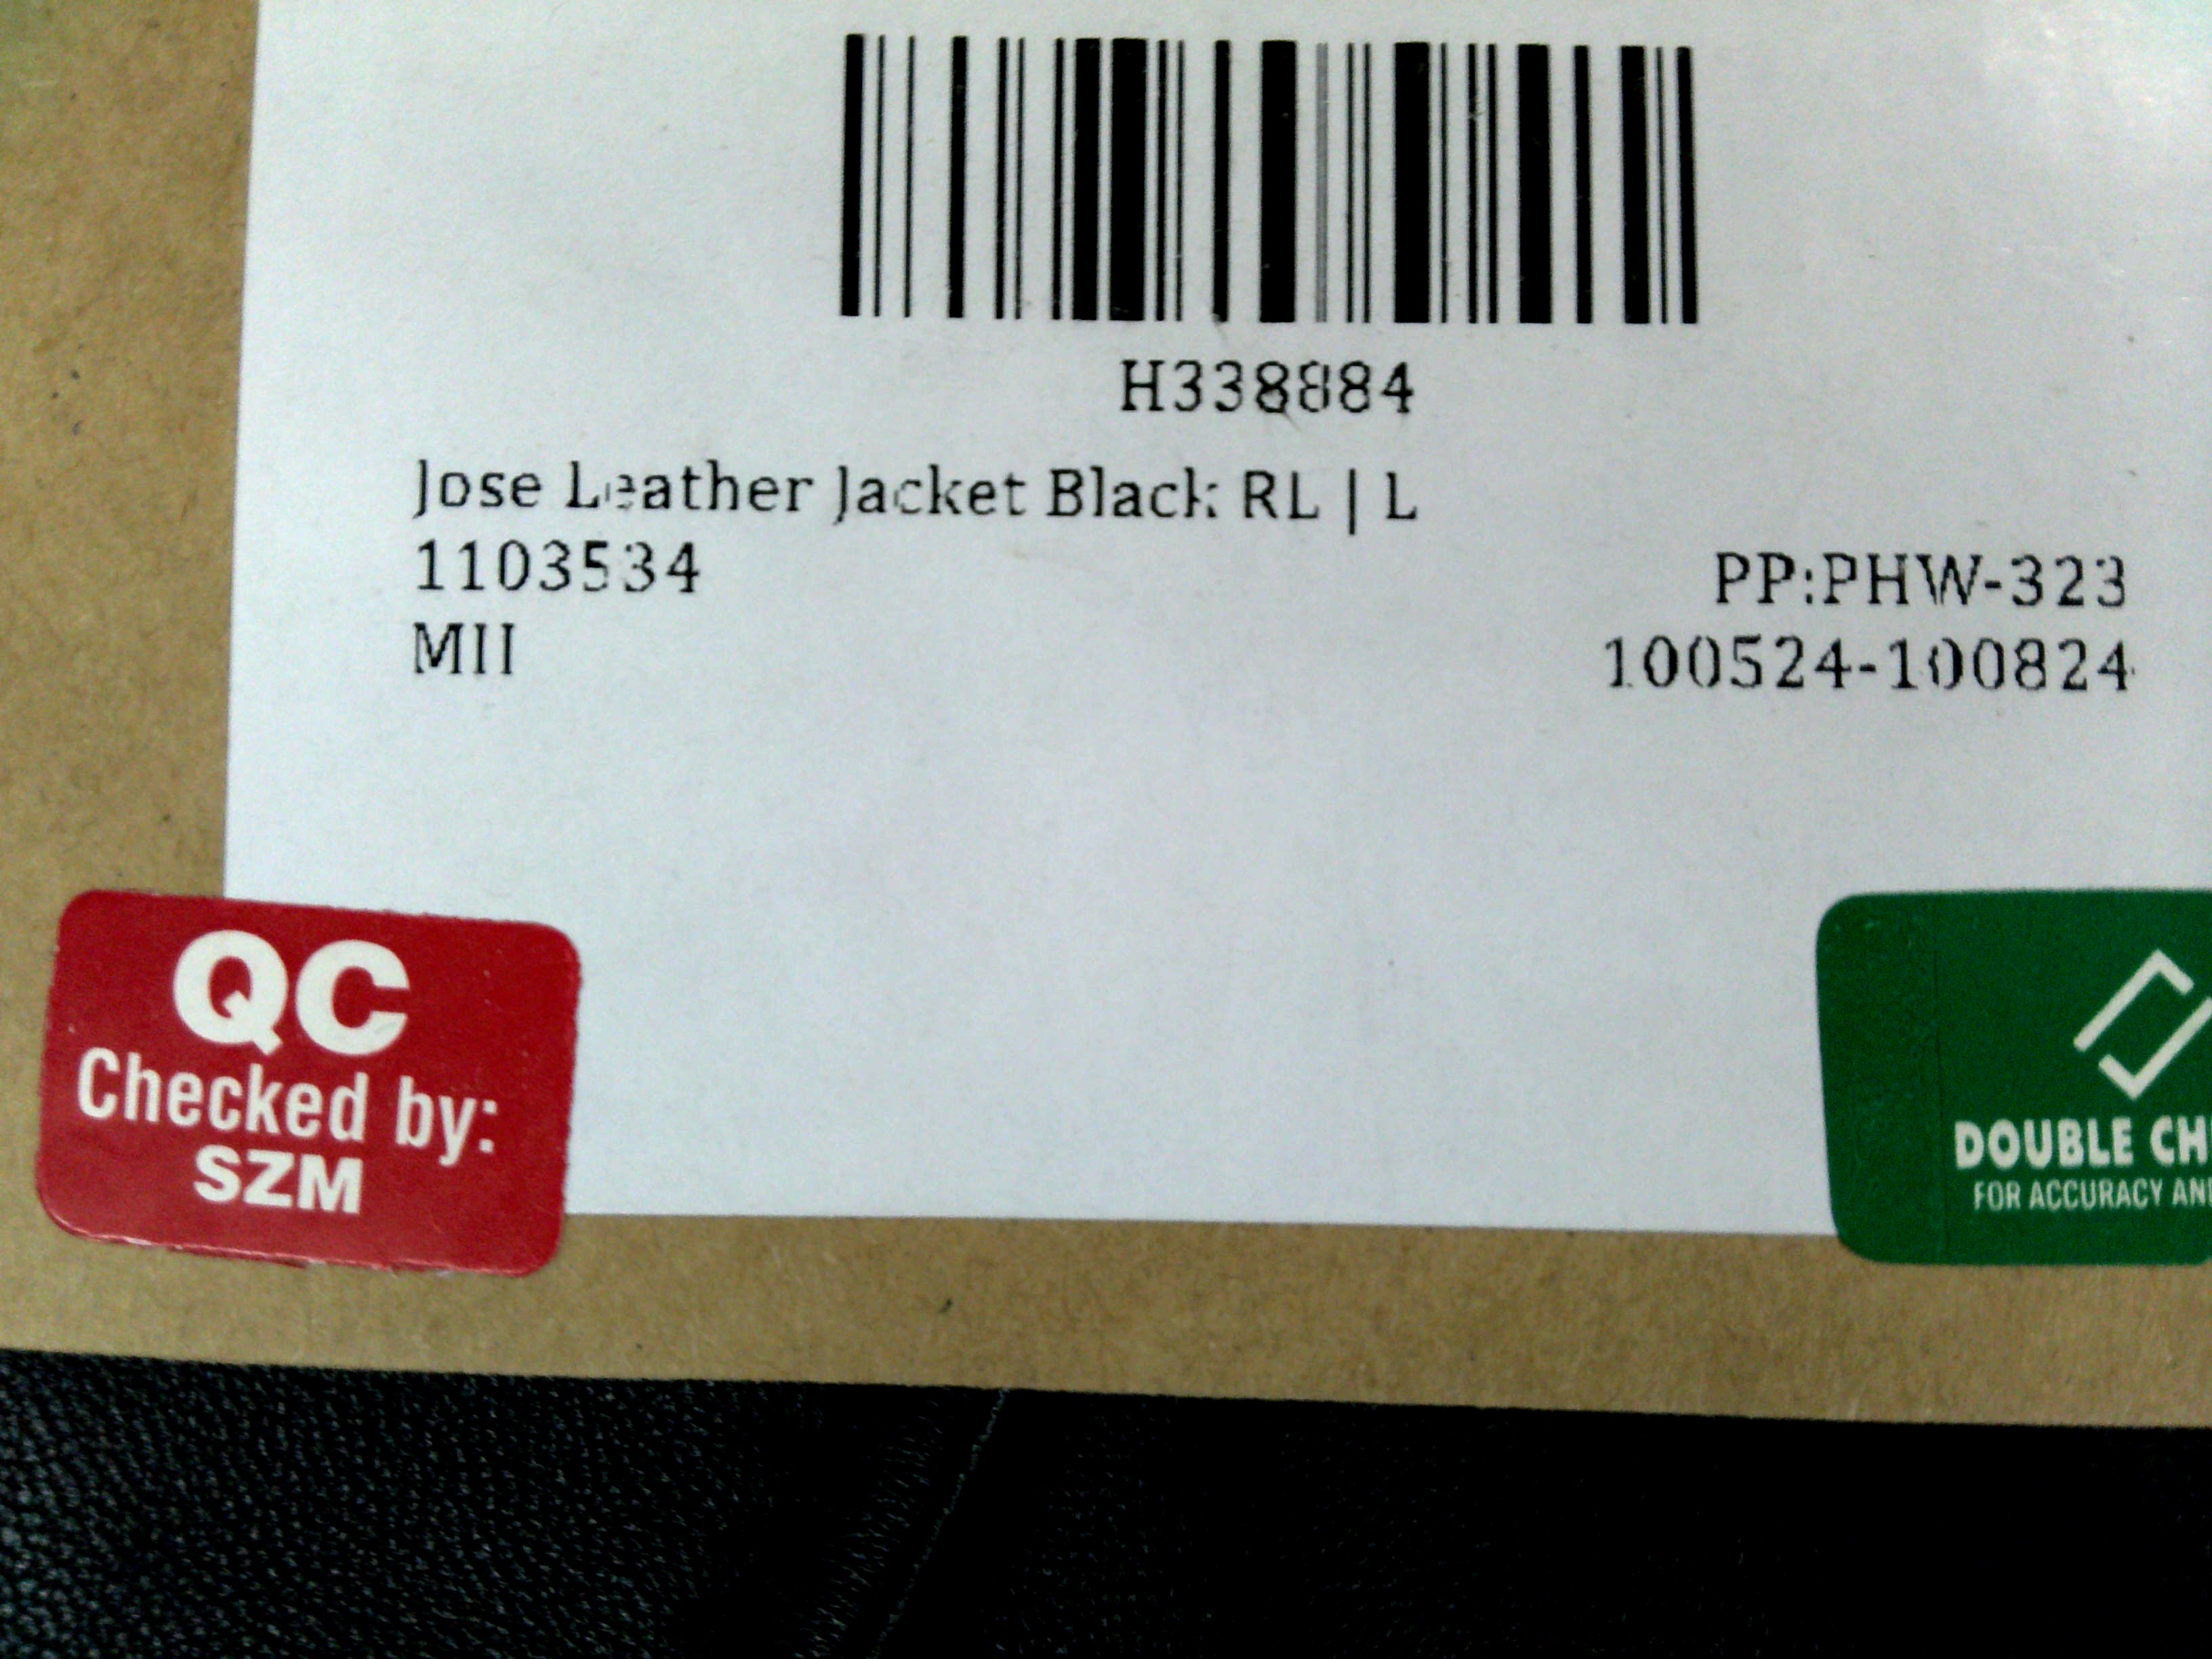 H338884
Jose Leather Jacket Black RL | L
1103534
PP:PHW-323
MII
100524-100824
QC
Checked by:
SZM
DOUBLE CH
FOR ACCURACY AN